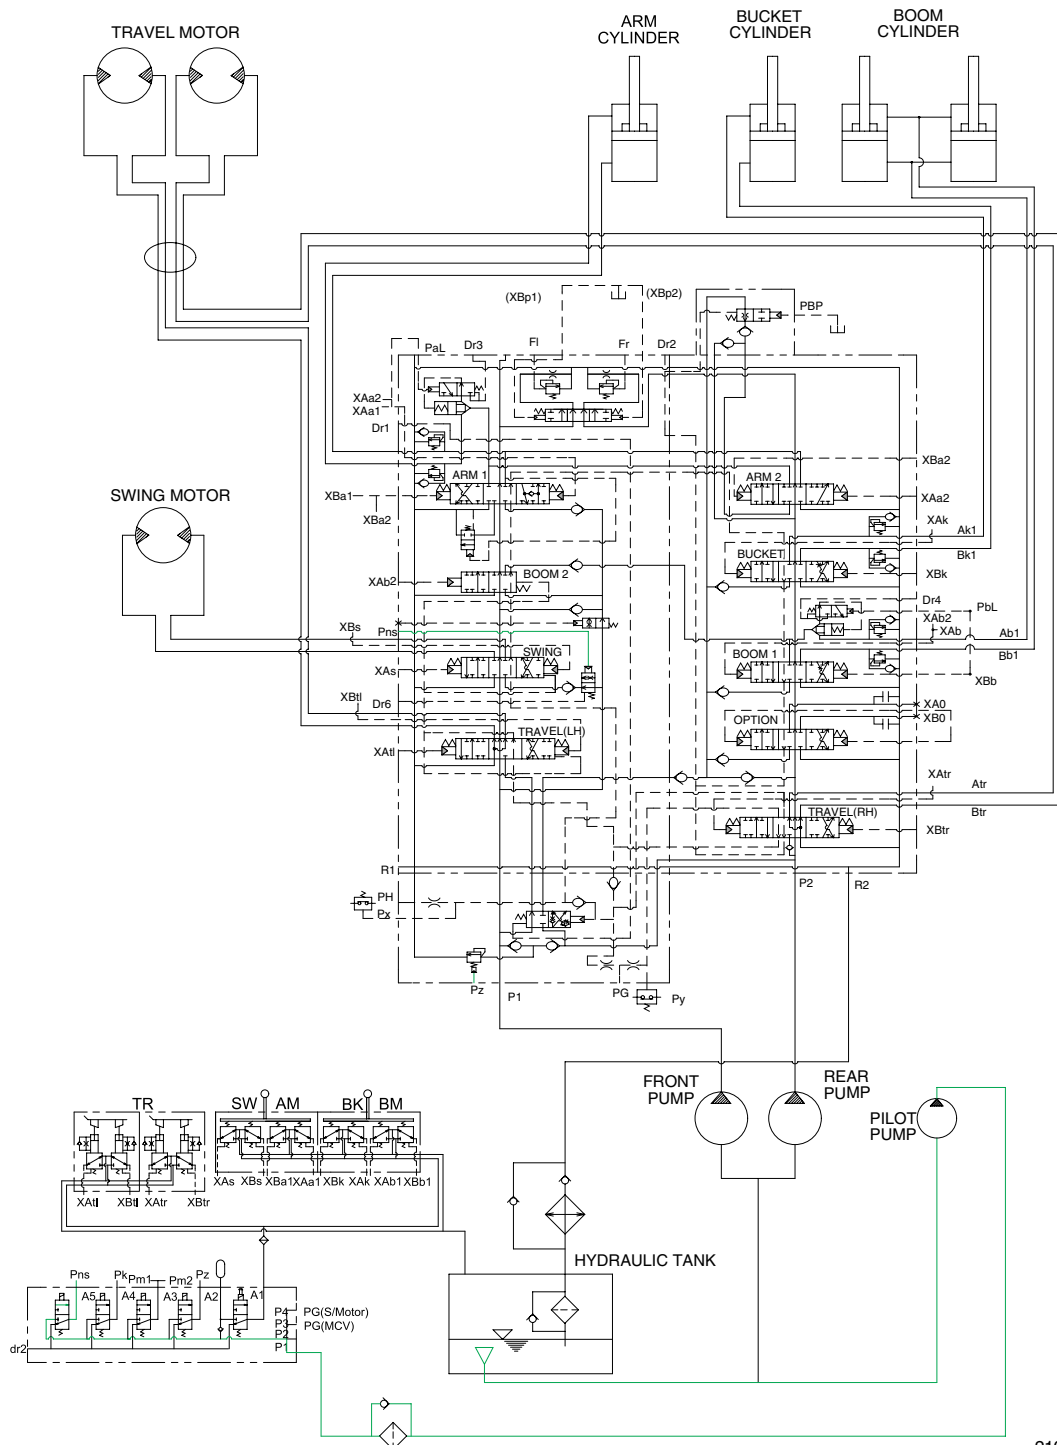 TRAVEL MOTOR
ARM
CYLINDER
BUCKET
CYLINDER
BOOM
CYLINDER
(XBp1)
(XBp2)
PBP
PaL
Dr3
Fl
Fr
Dr2
XAa2
XAa1
Dr1
XBa2
ARM 1
ARM 2
SWING MOTOR
XBa1
XAa2
XBa2
XAk
Ak1
BUCKET
Bk1
XAb2
BOOM 2
XBk
Dr4
PbL
XBs
XAb2
Pns
XAb
Ab1
SWING
BOOM 1
Bb1
XAs
XBb
XBtl
XA0
Dr6
OPTION
XB0
TRAVEL(LH)
XAtl
XAtr
Atr
Btr
TRAVEL(RH)
XBtr
R1
P2
R2
PH
Px
Pz
P1
PG
Py
FRONT
PUMP
REAR
PUMP
PILOT
PUMP
TR
SW
AM
BK
BM
XAs
XBs
XBa1
XAa1
XBk
XAk
XAb1
XBb1
XAtl
XBtl
XAtr
XBtr
HYDRAULIC TANK
Pns
Pk
Pm1
Pm2
Pz
A5
A4
A3
A2
A1
P4
PG(S/Motor)
P3
PG(MCV)
P2
P1
dr2